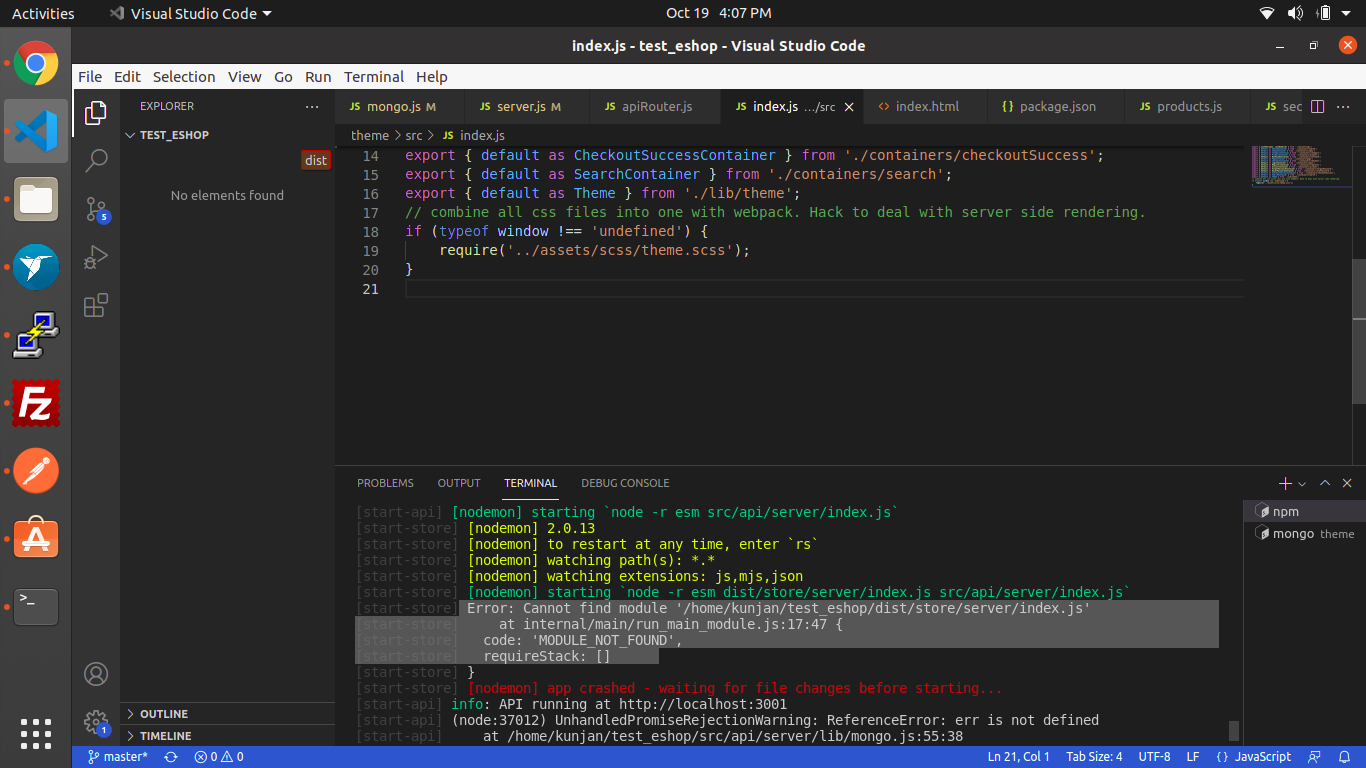 Activities Visual Studio Code Oct 19 4:07 PM
index.js - test_eshop - Visual Studio Code
File Edit Selection View Go Run Terminal Help
EXPLORER ...
TEST_ESHOP
dist
No elements found
5
OUTLINE
TIMELINE
1
JS mongo.js M JS server.js M JS apiRouter.js JS index.js .../src <> index.html {} package.json JS products.js JS sec
theme > src > JS index.js
14 export { default as CheckoutSuccessContainer } from './containers/checkoutSuccess';
15 export { default as SearchContainer } from './containers/search';
16 export { default as Theme } from './lib/theme';
17 // combine all css files into one with webpack. Hack to deal with server side rendering.
18 if (typeof window !== 'undefined') {
19 require('../assets/scss/theme.scss');
20 }
21
PROBLEMS OUTPUT TERMINAL DEBUG CONSOLE
[start-api] [nodemon] starting `node -r esm src/api/server/index.js`
[start-store] [nodemon] 2.0.13
[start-store] [nodemon] to restart at any time, enter `rs`
[start-store] [nodemon] watching path(s): *.*
[start-store] [nodemon] watching extensions: js,mjs,json
[start-store] [nodemon] starting `node -r esm dist/store/server/index.js src/api/server/index.js`
[start-store] Error: Cannot find module '/home/kunjan/test_eshop/dist/store/server/index.js'
[start-store] at internal/main/run_main_module.js:17:47 {
[start-store] code: 'MODULE_NOT_FOUND',
[start-store] requireStack: []
[start-store] }
[start-store] [nodemon] app crashed - waiting for file changes before starting...
[start-api] info: API running at http://localhost:3001
[start-api] (node:37012) UnhandledPromiseRejectionWarning: ReferenceError: err is not defined
[start-api] at /home/kunjan/test_eshop/src/api/server/lib/mongo.js:55:38
npm
mongo theme
master* 0 0 Ln 21, Col 1 Tab Size: 4 UTF-8 LF {} JavaScript